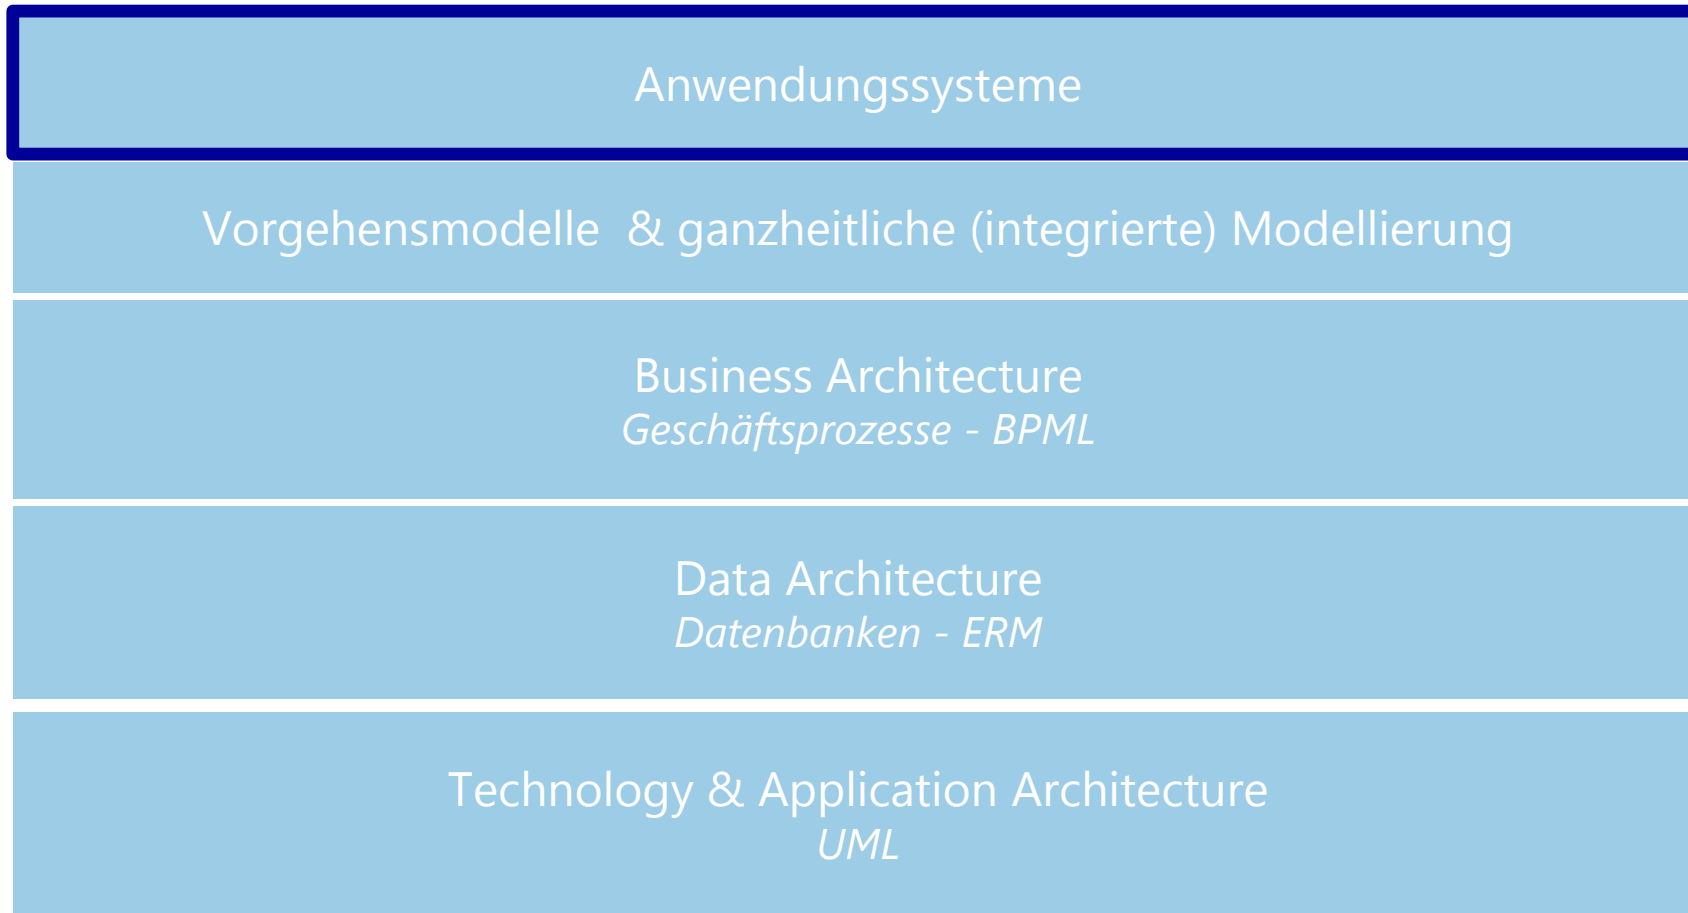 Anwendungssysteme
Vorgehensmodelle & ganzheitliche (integrierte) Modellierung
Business Architecture
Geschäftsprozesse - BPML
Data Architecture
Datenbanken - ERM
Technology & Application Architecture
UML